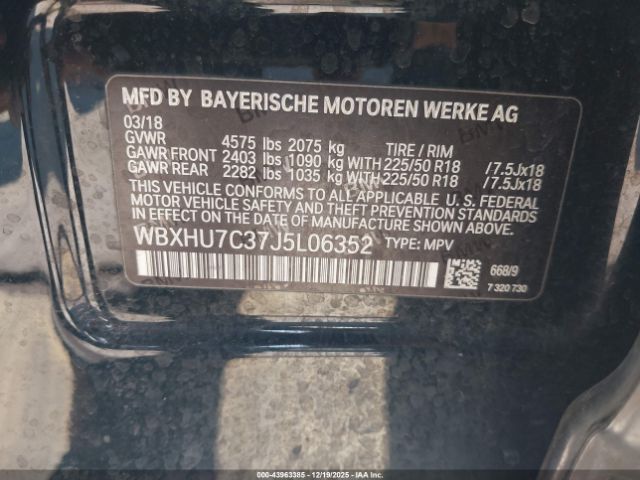 MFD BY BAYERISCHE MOTOREN WERKE AG
03/18
GVWR 4575 lbs 2075 kg TIRE / RIM
GAWR FRONT 2403 lbs 1090 kg WITH 225/50 R18 /7.5Jx18
GAWR REAR 2282 lbs 1035 kg WITH 225/50 R18 /7.5Jx18
THIS VEHICLE CONFORMS TO ALL APPLICABLE U. S. FEDERAL
MOTOR VEHICLE SAFETY AND THEFT PREVENTION STANDARDS
IN EFFECT ON THE DATE OF MANUFACTURE SHOWN ABOVE.
WBXHU7C37J5L06352 TYPE: MPV
668/9
7 320 730
000-43963385 - 12/19/2025 - COPYRIGHT IAA, LLC.